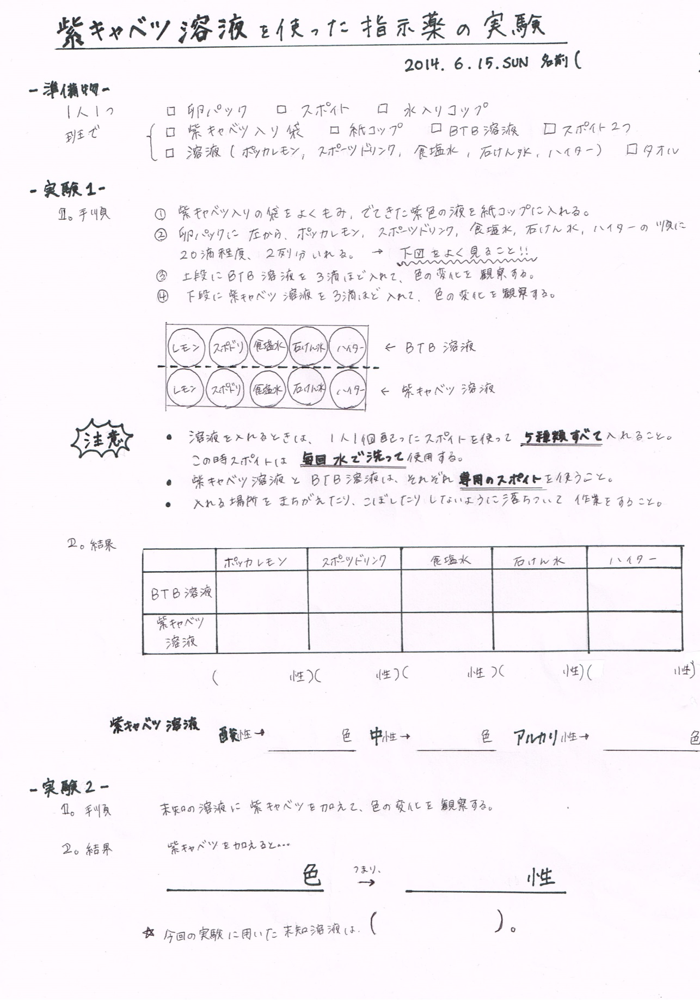 紫キャベツ溶液を使った指示薬の実験
2014.6.15.SUN 名前(
-準備物-
1人1つ □ 卵パック □ スポイト □ 水入りコップ
班で □ 紫キャベツ入り袋 □ 紙コップ □ BTB溶液 □ スポイト2つ
□ 溶液(ポッカレモン, スポーツドリンク, 食塩水, 石けん水, ハイター) □ タオル
-実験1-
1。手順 ① 紫キャベツ入りの袋をよくもみ, でてきた紫色の液を紙コップに入れる。
② 卵パックに左から、ポッカレモン, スポーツドリンク, 食塩水, 石けん水, ハイターの順に
20滴程度、2列分いれる。→ 下図をよく見ること!!
③ 上段にBTB溶液を3滴ほど入れて、色の変化を観察する。
④ 下段に紫キャベツ溶液を3滴ほど入れて、色の変化を観察する。
レモン スポドリ 食塩水 石けん水 ハイター ← BTB溶液
レモン スポドリ 食塩水 石けん水 ハイター ← 紫キャベツ溶液
注意
• 溶液を入れるときは、1人1個配ったスポイトを使って 5種類すべて入れること。
この時スポイトは 毎回水で洗って使用する。
• 紫キャベツ溶液とBTB溶液は、それぞれ専用のスポイトを使うこと。
• 入れる場所をまちがえたり、こぼしたりしないように落ちついて作業をすること。
2。結果
ポッカレモン スポーツドリンク 食塩水 石けん水 ハイター
BTB溶液
紫キャベツ
溶液
( 性)( 性)( 性)( 性)( 性)
紫キャベツ溶液 酸性→ 色 中性→ 色 アルカリ性→ 色
-実験2-
1。手順 未知の溶液に紫キャベツを加えて、色の変化を観察する。
2。結果 紫キャベツを加えると...
色 つまり、→ 性
☆ 今回の実験に用いた未知溶液は、( )。